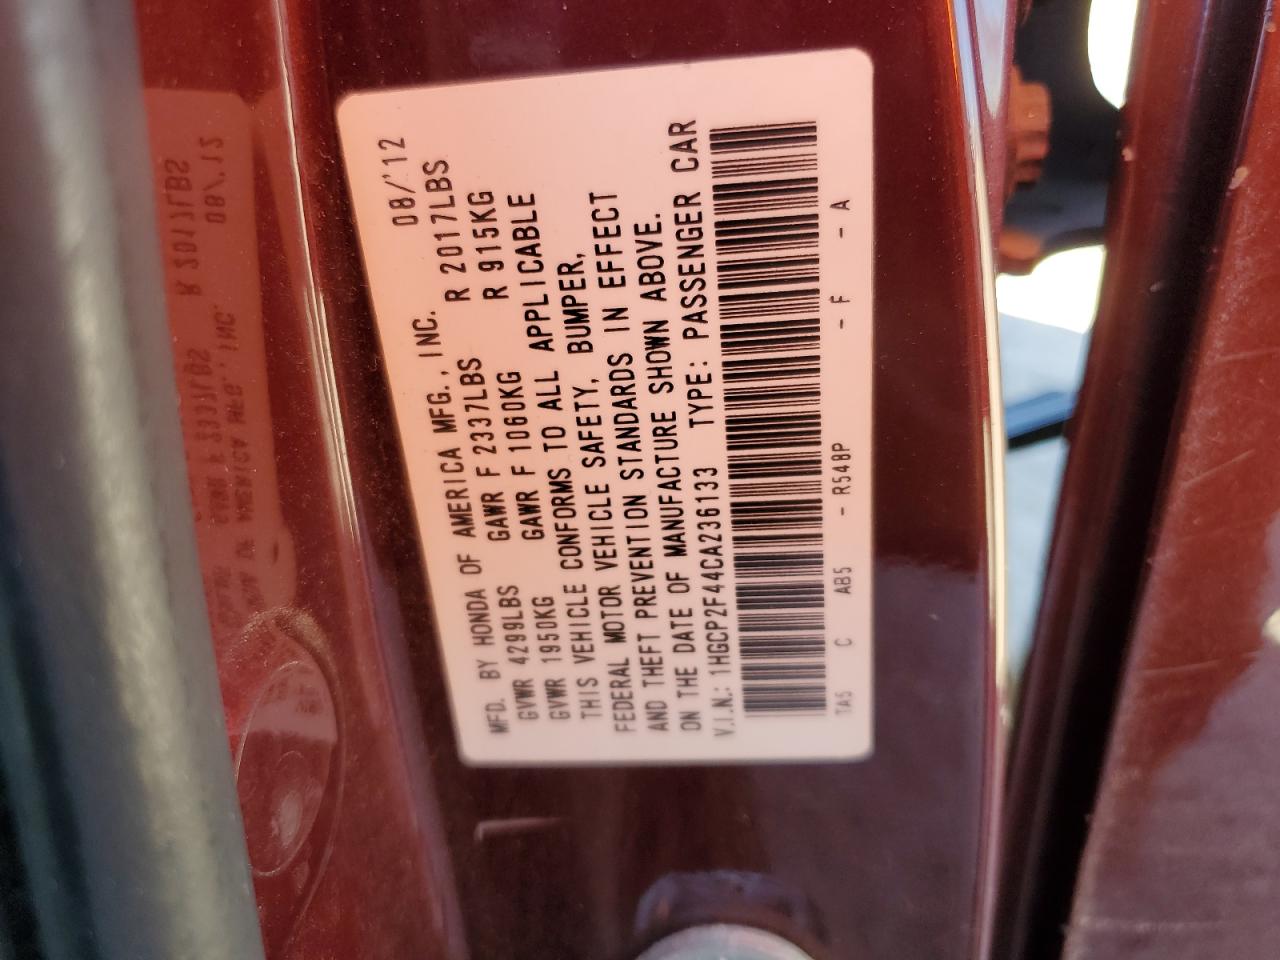 MFD. BY HONDA OF AMERICA MFG., INC. 08/'12
GVWR 4299LBS GAWR F 2337LBS R 2017LBS
GVWR 1950KG GAWR F 1060KG R 915KG
THIS VEHICLE CONFORMS TO ALL APPLICABLE
FEDERAL MOTOR VEHICLE SAFETY, BUMPER,
AND THEFT PREVENTION STANDARDS IN EFFECT
ON THE DATE OF MANUFACTURE SHOWN ABOVE.
V.I.N.: 1HGCP2F44CA236133 TYPE: PASSENGER CAR
TA5 C AB5 - R548P - F - A